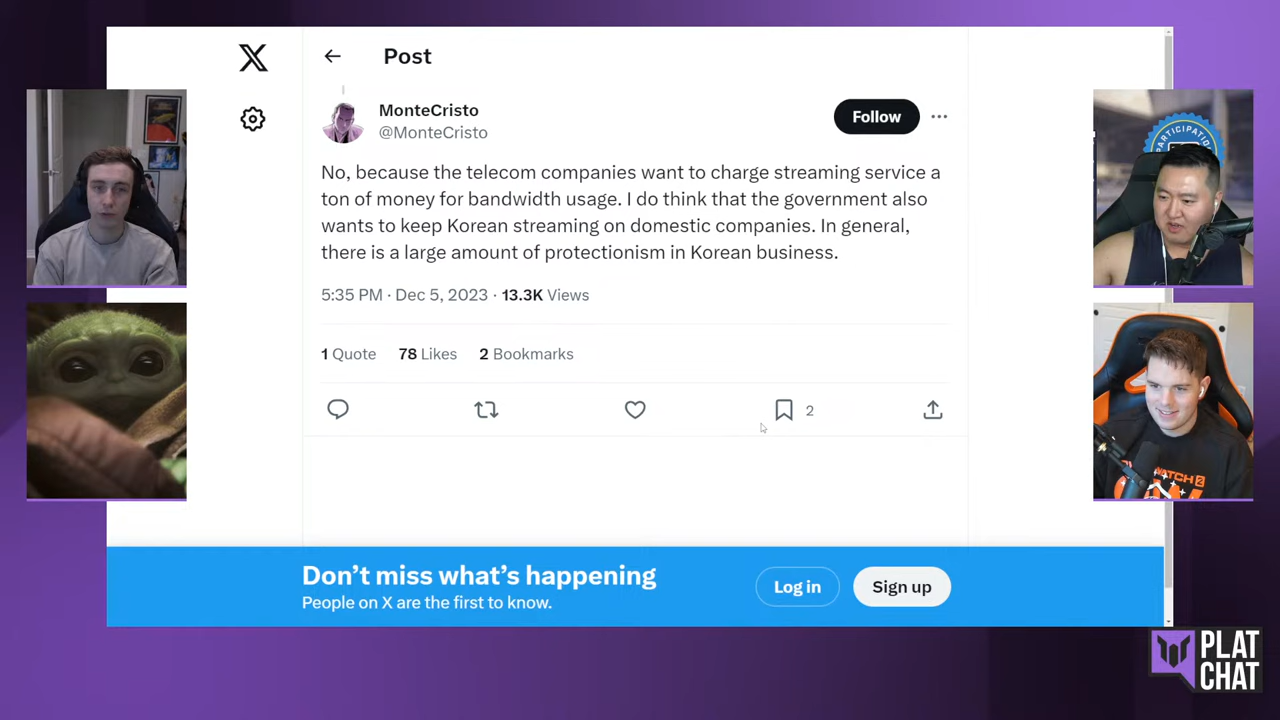 Post
MonteCristo
@MonteCristo
Follow
No, because the telecom companies want to charge streaming service a
ton of money for bandwidth usage. I do think that the government also
wants to keep Korean streaming on domestic companies. In general,
there is a large amount of protectionism in Korean business.
5:35 PM · Dec 5, 2023 · 13.3K Views
1 Quote 78 Likes 2 Bookmarks
2
Don't miss what's happening
People on X are the first to know.
Log in
Sign up
PARTICIPATION
WATCH 2
PLAT
CHAT